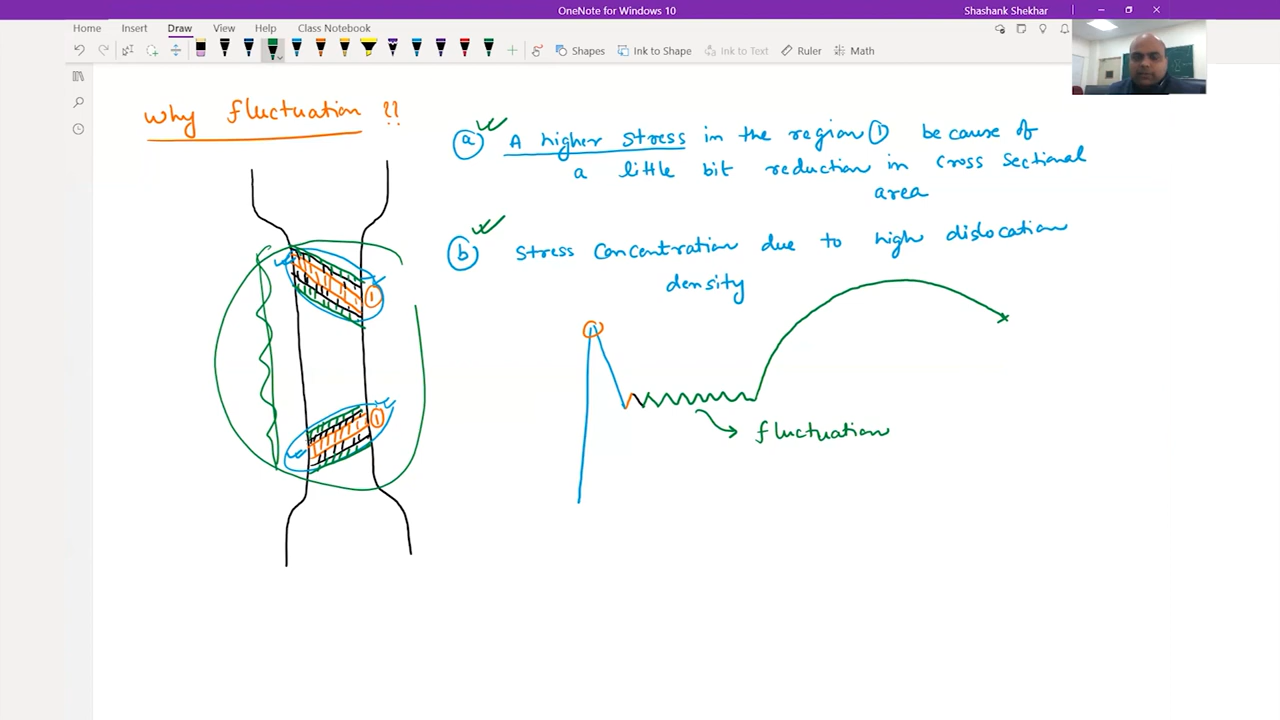 OneNote for Windows 10
Shashank Shekhar
Home Insert Draw View Help Class Notebook
Shapes Ink to Shape Ink to Text Ruler Math
Why fluctuation !!
(a) A higher stress in the region ① because of
a little bit reduction in cross sectional
area
(b) Stress concentration due to high dislocation
density
①
①
fluctuation